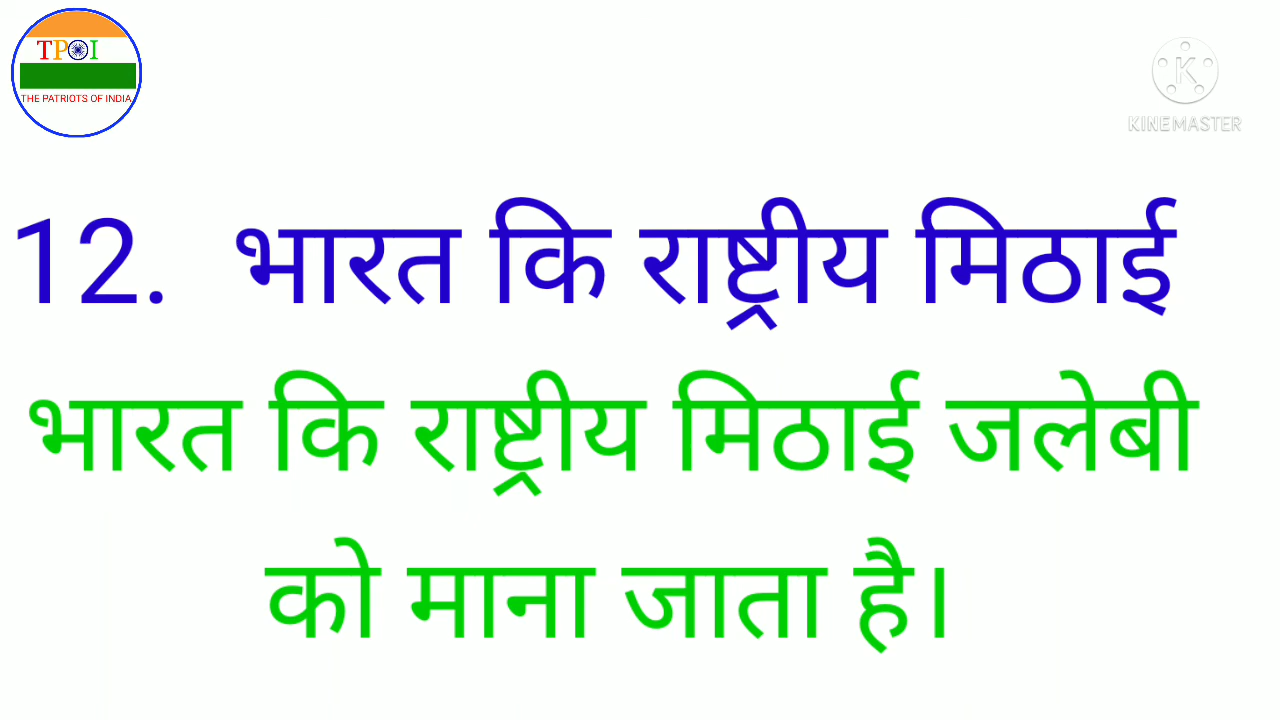 TPOI
THE PATRIOTS OF INDIA
K
KINEMASTER
12. भारत कि राष्ट्रीय मिठाई
भारत कि राष्ट्रीय मिठाई जलेबी
को माना जाता है।